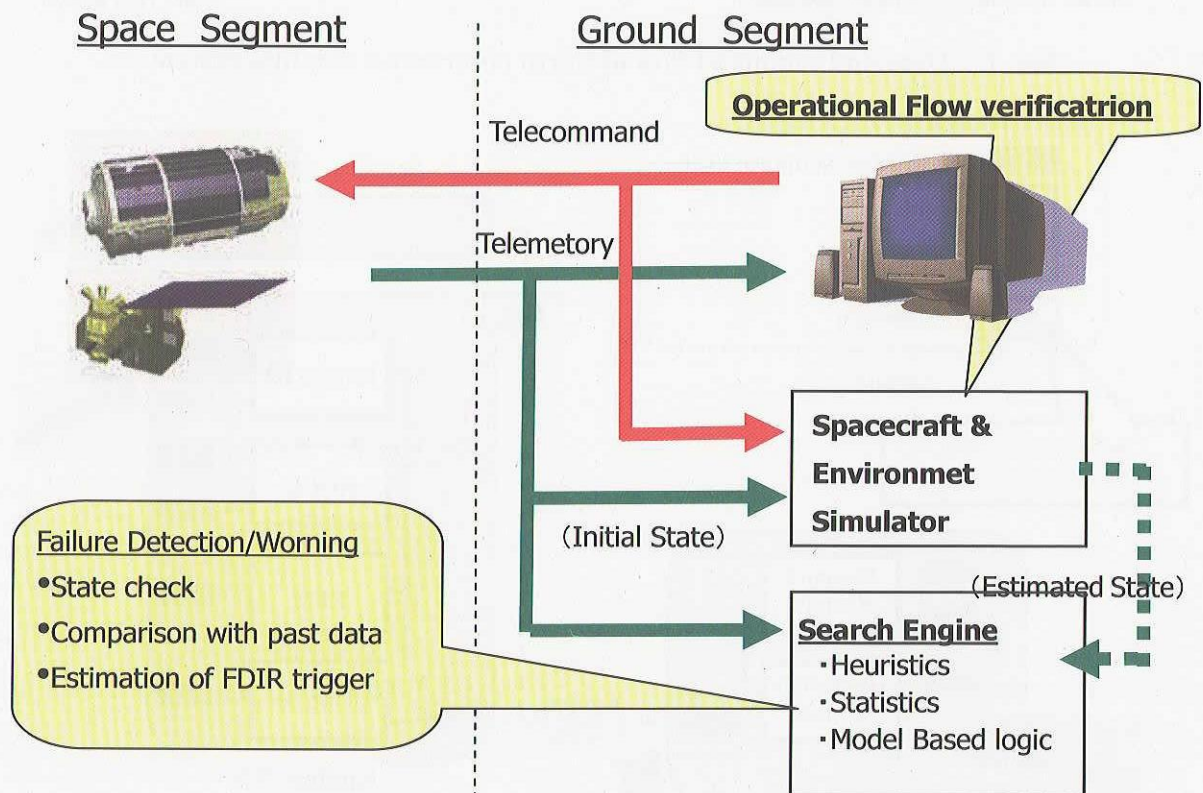 Space Segment
Ground Segment
Operational Flow verificatrion
Telecommand
Telemetory
Spacecraft &
Environmet
Simulator
(Initial State)
(Estimated State)
Failure Detection/Worning
•State check
•Comparison with past data
•Estimation of FDIR trigger
Search Engine
・Heuristics
・Statistics
・Model Based logic